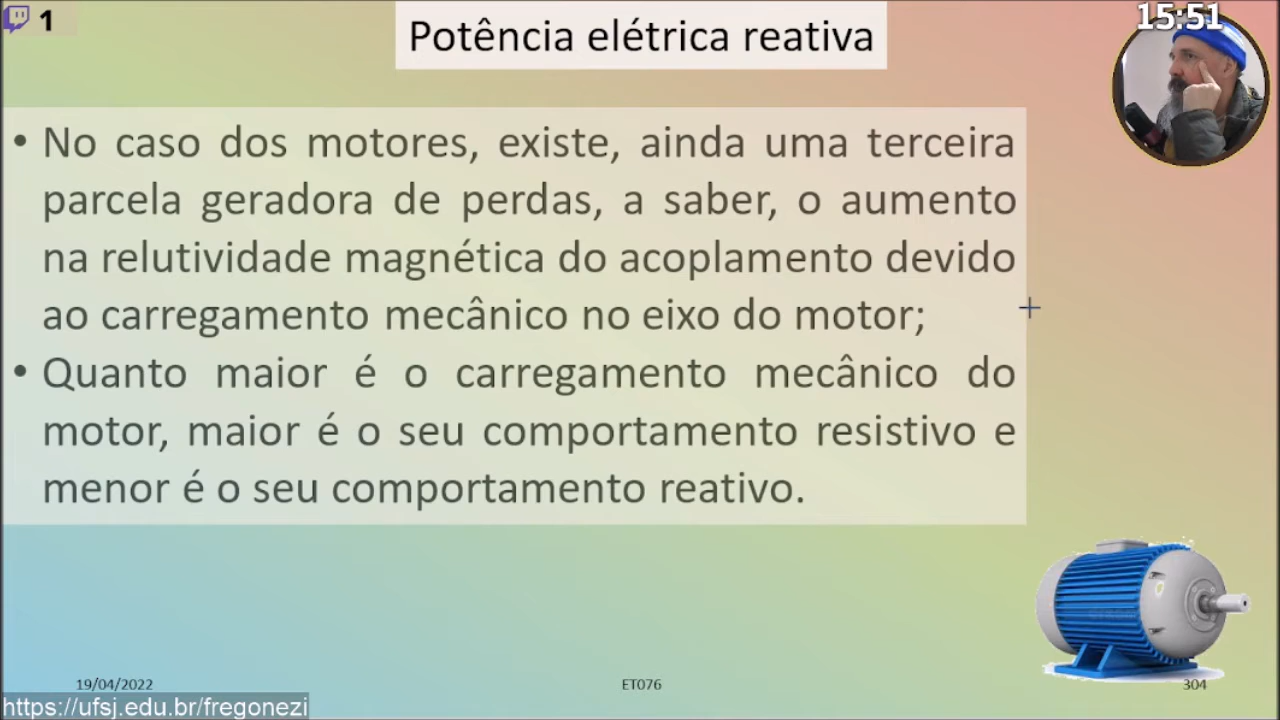 1
15:51
Potência elétrica reativa
• No caso dos motores, existe, ainda uma terceira
parcela geradora de perdas, a saber, o aumento
na relutividade magnética do acoplamento devido
ao carregamento mecânico no eixo do motor;
• Quanto maior é o carregamento mecânico do
motor, maior é o seu comportamento resistivo e
menor é o seu comportamento reativo.
19/04/2022
ET076
304
https://ufsj.edu.br/fregonezi